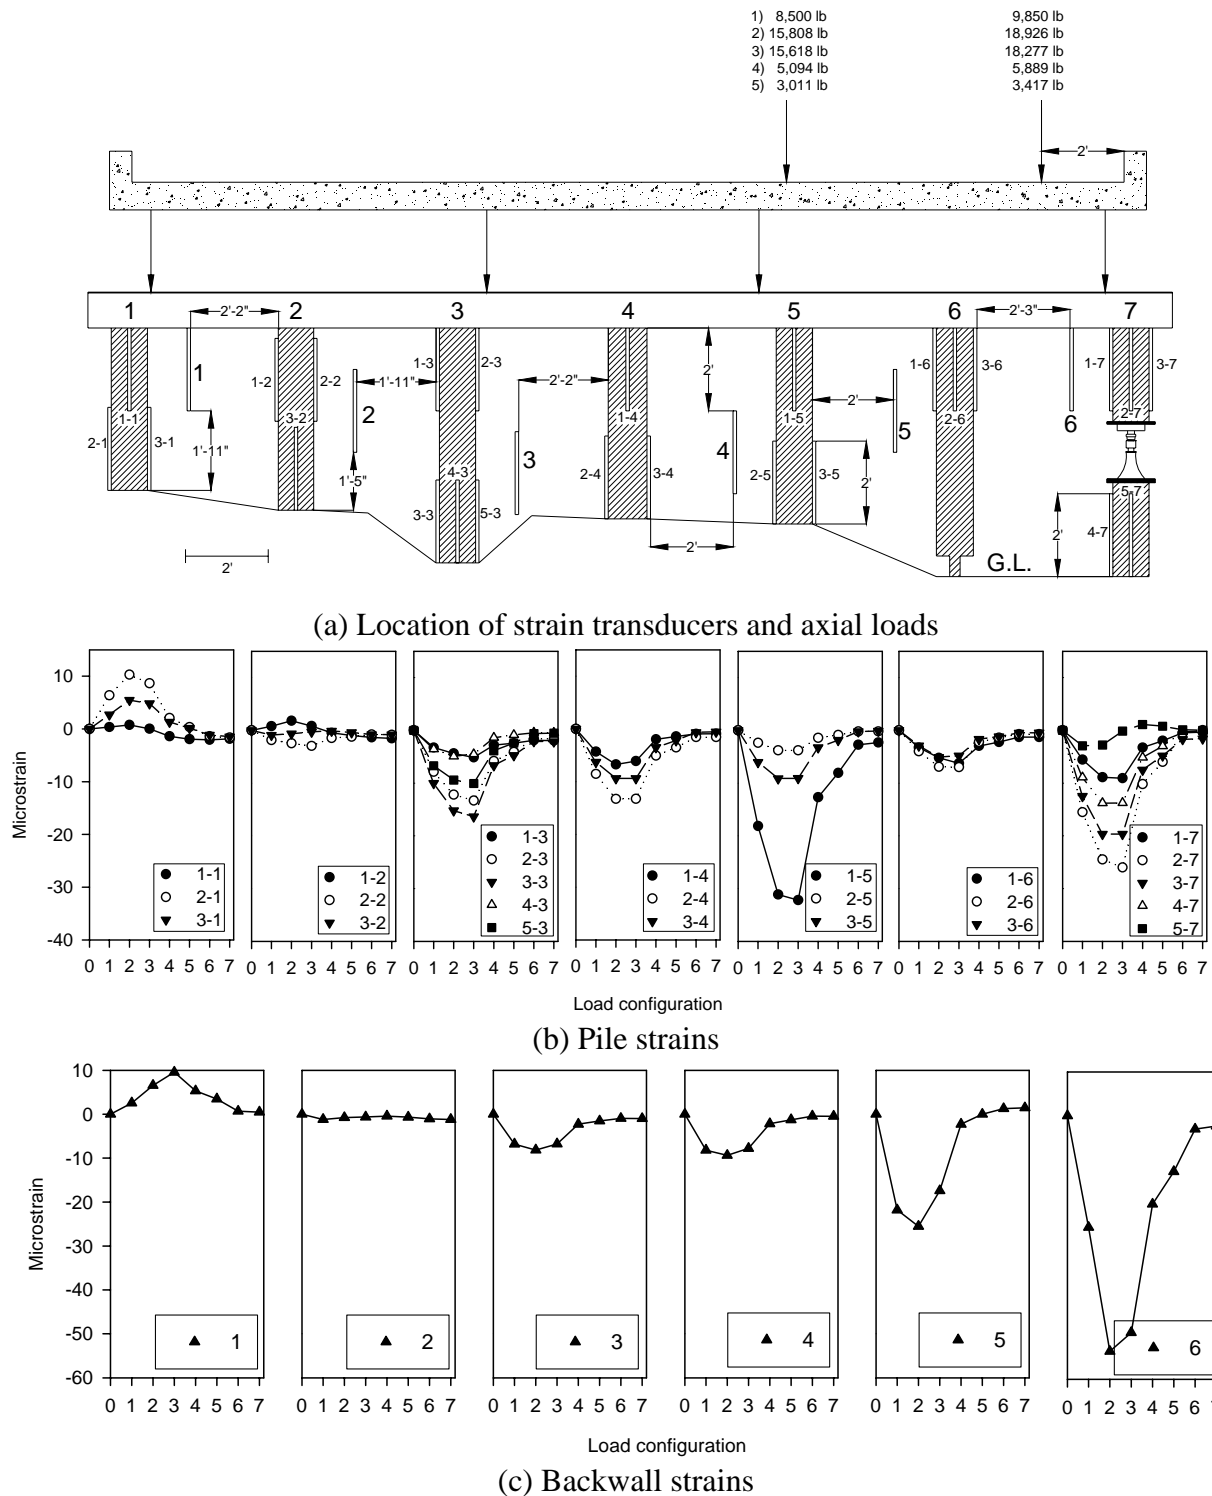 1) 8,500 lb 9,850 lb
2) 15,808 lb 18,926 lb
3) 15,618 lb 18,277 lb
4) 5,094 lb 5,889 lb
5) 3,011 lb 3,417 lb
2'
1 2 3 4 5 6 7
2'-2" 2'-3"
1-3 2-3 1-6 3-6 1-7 3-7
1 1-2 2-2 1'-11" 2'-2" 2' 2'
1-1 3-2 2 1-4 1-5 5 2-6 6 2-7
2-1 3-1 1'-11" 1'-5" 3 4
4-3 2-4 3-4 2-5 3-5 2' 5-7
3-3 5-3 4-7 2'
2' 2' G.L.
(a) Location of strain transducers and axial loads
Microstrain
10
0
-10
-20
-30
-40
1-1
2-1
3-1
1-2
2-2
3-2
1-3
2-3
3-3
4-3
5-3
1-4
2-4
3-4
1-5
2-5
3-5
1-6
2-6
3-6
1-7
2-7
3-7
4-7
5-7
0 1 2 3 4 5 6 7 0 1 2 3 4 5 6 7 0 1 2 3 4 5 6 7 0 1 2 3 4 5 6 7 0 1 2 3 4 5 6 7 0 1 2 3 4 5 6 7 0 1 2 3 4 5 6 7
Load configuration
(b) Pile strains
Microstrain
10
0
-10
-20
-30
-40
-50
-60
1 2 3 4 5 6
0 1 2 3 4 5 6 7 0 1 2 3 4 5 6 7 0 1 2 3 4 5 6 7 0 1 2 3 4 5 6 7 0 1 2 3 4 5 6 7 0 1 2 3 4 5 6
Load configuration
(c) Backwall strains